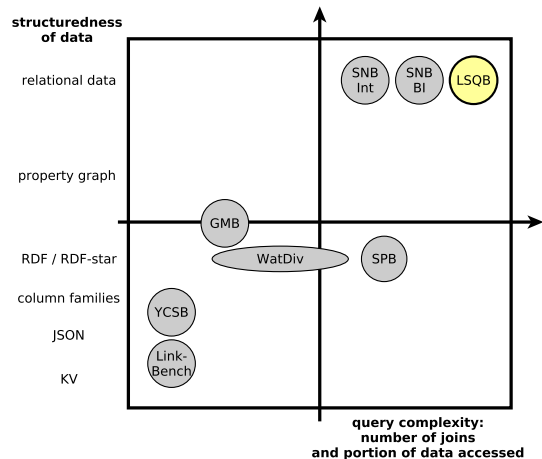 structuredness
of data
relational data
SNB
Int
SNB
BI
LSQB
property graph
GMB
RDF / RDF-star
WatDiv
SPB
column families
YCSB
JSON
Link-
Bench
KV
query complexity:
number of joins
and portion of data accessed